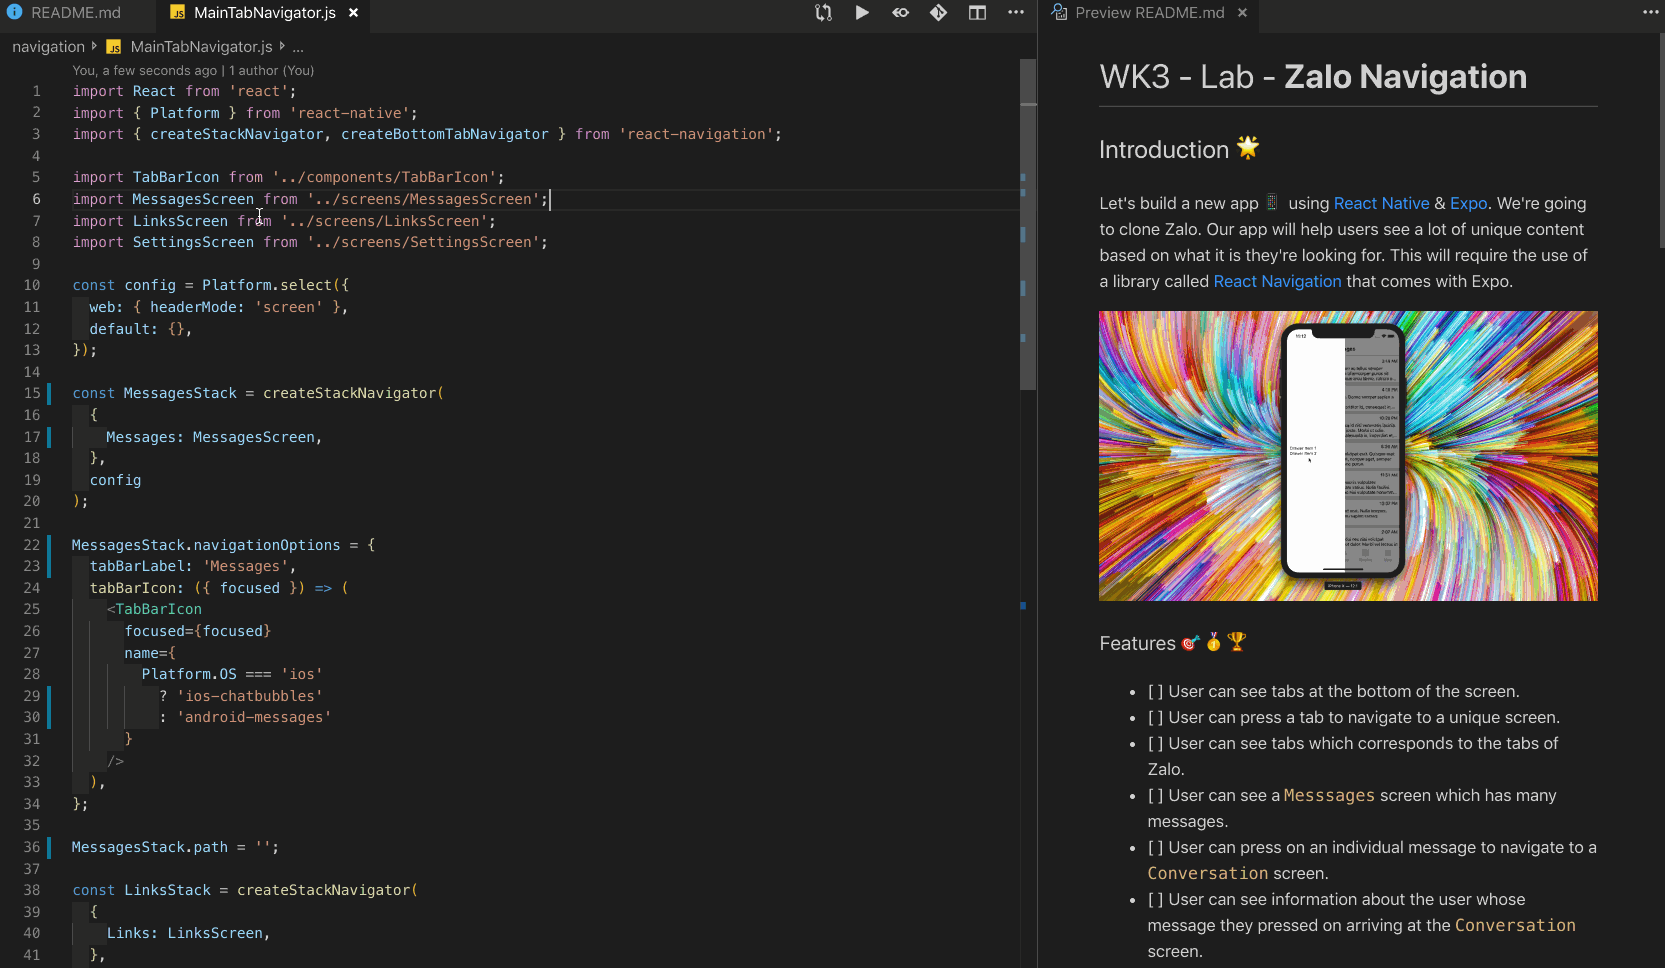 README.md
MainTabNavigator.js
navigation
MainTabNavigator.js
...
You, a few seconds ago | 1 author (You)
1 import React from 'react';
2 import { Platform } from 'react-native';
3 import { createStackNavigator, createBottomTabNavigator } from 'react-navigation';
4
5 import TabBarIcon from '../components/TabBarIcon';
6 import MessagesScreen from '../screens/MessagesScreen';
7 import LinksScreen from '../screens/LinksScreen';
8 import SettingsScreen from '../screens/SettingsScreen';
9
10 const config = Platform.select({
11 web: { headerMode: 'screen' },
12 default: {},
13 });
14
15 const MessagesStack = createStackNavigator(
16 {
17 Messages: MessagesScreen,
18 },
19 config
20 );
21
22 MessagesStack.navigationOptions = {
23 tabBarLabel: 'Messages',
24 tabBarIcon: ({ focused }) => (
25 <TabBarIcon
26 focused={focused}
27 name={
28 Platform.OS === 'ios'
29 ? 'ios-chatbubbles'
30 : 'android-messages'
31 }
32 />
33 ),
34 };
35
36 MessagesStack.path = '';
37
38 const LinksStack = createStackNavigator(
39 {
40 Links: LinksScreen,
41 },
Preview README.md
WK3 - Lab - Zalo Navigation
Introduction 🌟
Let's build a new app 📱 using React Native & Expo. We're going
to clone Zalo. Our app will help users see a lot of unique content
based on what it is they're looking for. This will require the use of
a library called React Navigation that comes with Expo.
Drawer Item 1
Drawer Item 2
Features 🎯 🥇 🏆
• [ ] User can see tabs at the bottom of the screen.
• [ ] User can press a tab to navigate to a unique screen.
• [ ] User can see tabs which corresponds to the tabs of
Zalo.
• [ ] User can see a Messsages screen which has many
messages.
• [ ] User can press on an individual message to navigate to a
Conversation screen.
• [ ] User can see information about the user whose
message they pressed on arriving at the Conversation
screen.